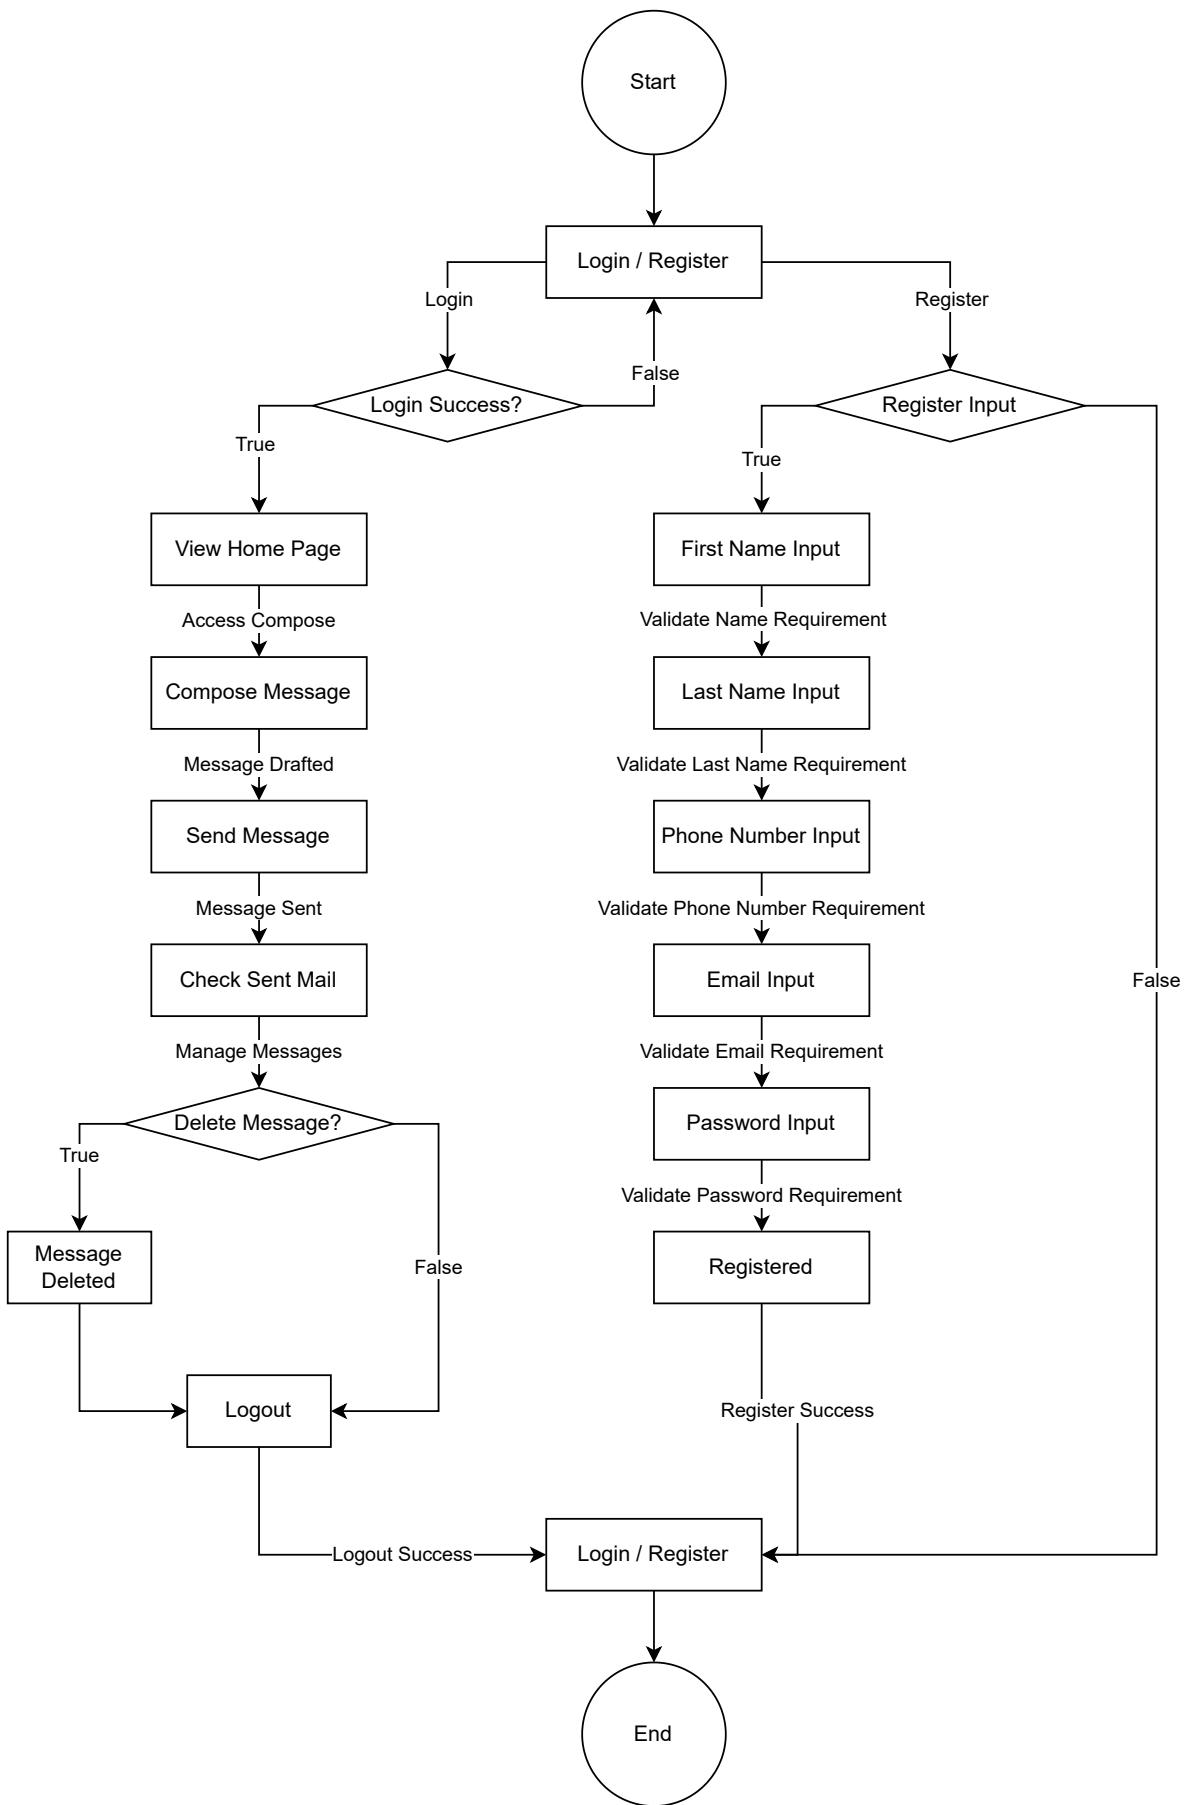 Start
Login / Register
Login
Register
False
Login Success?
Register Input
True
True
View Home Page
First Name Input
Access Compose
Validate Name Requirement
Compose Message
Last Name Input
Message Drafted
Validate Last Name Requirement
Send Message
Phone Number Input
Message Sent
Validate Phone Number Requirement
Check Sent Mail
Email Input
False
Manage Messages
Validate Email Requirement
Delete Message?
Password Input
True
Validate Password Requirement
Message
Deleted
False
Registered
Logout
Register Success
Logout Success
Login / Register
End